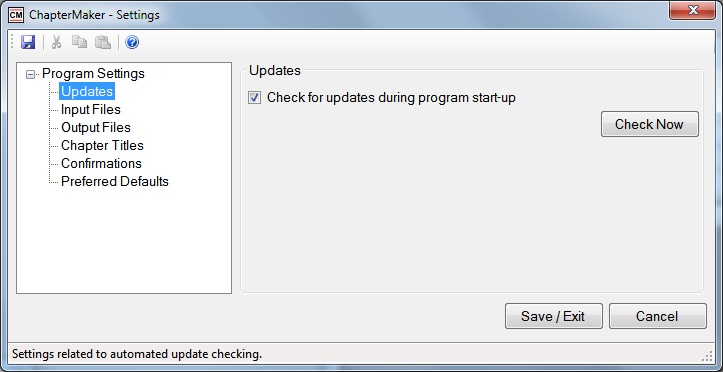 CM ChapterMaker - Settings
Program Settings
Updates
Input Files
Output Files
Chapter Titles
Confirmations
Preferred Defaults
Updates
Check for updates during program start-up
Check Now
Save / Exit
Cancel
Settings related to automated update checking.